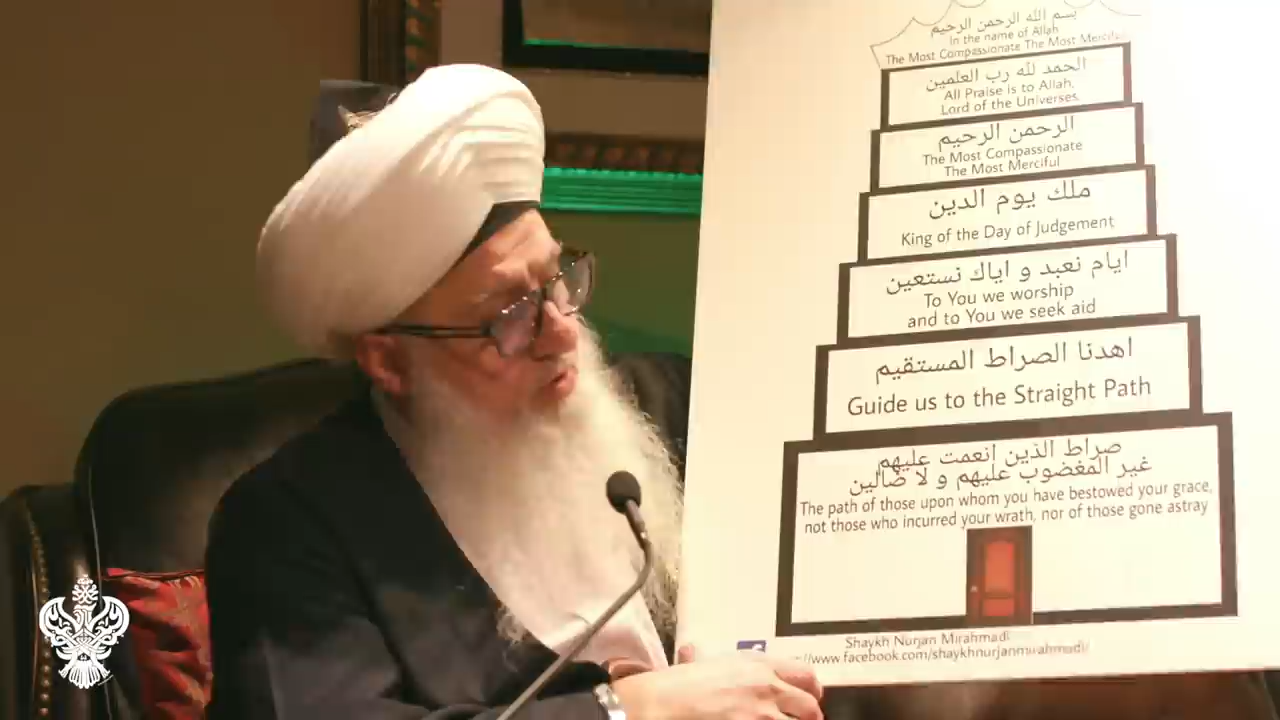 بسم الله الرحمن الرحيم
In the name of Allah
The Most Compassionate The Most Merciful
الحمد لله رب العلمين
All Praise is to Allah,
Lord of the Universes
الرحمن الرحيم
The Most Compassionate
The Most Merciful
ملك يوم الدين
King of the Day of Judgement
ايام نعبد و اياك نستعين
To You we worship
and to You we seek aid
اهدنا الصراط المستقيم
Guide us to the Straight Path
صراط الذين انعمت عليهم
غير المغضوب عليهم و لا ضالين
The path of those upon whom you have bestowed your grace,
not those who incurred your wrath, nor of those gone astray
Shaykh Nurjan Mirahmadi
//www.facebook.com/shaykhnurjanmirahmadi/